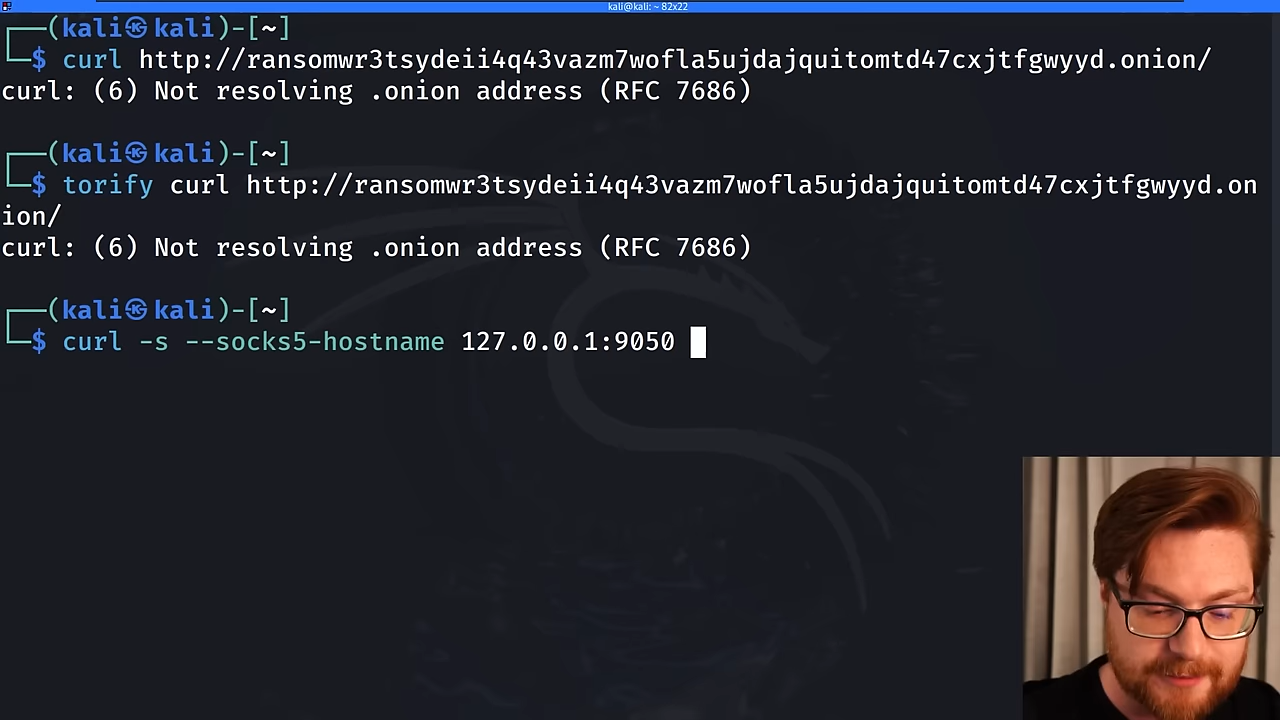 kali@kali: ~ 82x22
┌──(kali㉿kali)-[~]
└─$ curl http://ransomwr3tsydeii4q43vazm7wofla5ujdajquitomtd47cxjtfgwyyd.onion/
curl: (6) Not resolving .onion address (RFC 7686)
┌──(kali㉿kali)-[~]
└─$ torify curl http://ransomwr3tsydeii4q43vazm7wofla5ujdajquitomtd47cxjtfgwyyd.on
ion/
curl: (6) Not resolving .onion address (RFC 7686)
┌──(kali㉿kali)-[~]
└─$ curl -s --socks5-hostname 127.0.0.1:9050